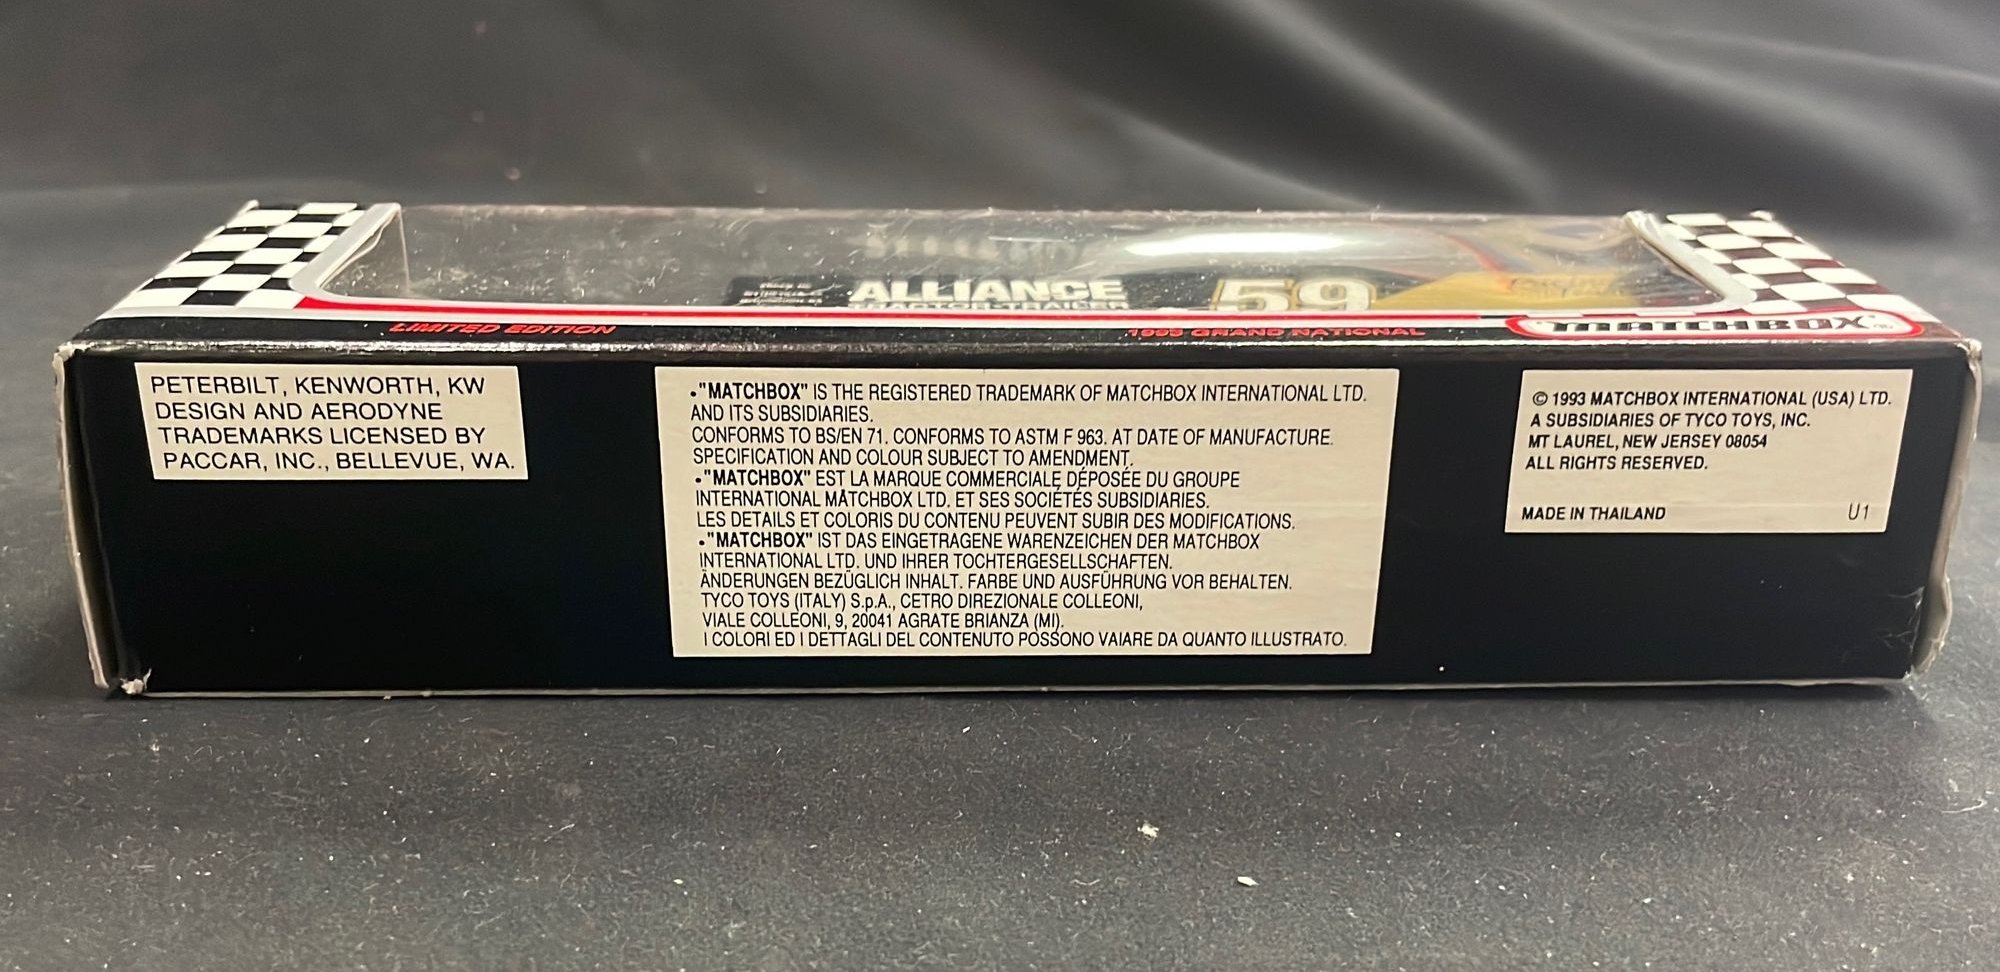 ALLIANCE
TRACTOR-TRAILER
59
LIMITED EDITION
GRAND NATIONAL
MATCHBOX
PETERBILT, KENWORTH, KW
DESIGN AND AERODYNE
TRADEMARKS LICENSED BY
PACCAR, INC., BELLEVUE, WA.
•"MATCHBOX" IS THE REGISTERED TRADEMARK OF MATCHBOX INTERNATIONAL LTD.
AND ITS SUBSIDIARIES.
CONFORMS TO BS/EN 71. CONFORMS TO ASTM F 963. AT DATE OF MANUFACTURE.
SPECIFICATION AND COLOUR SUBJECT TO AMENDMENT.
•"MATCHBOX" EST LA MARQUE COMMERCIALE DÉPOSÉE DU GROUPE
INTERNATIONAL MATCHBOX LTD. ET SES SOCIÉTÉS SUBSIDIARIES.
LES DETAILS ET COLORIS DU CONTENU PEUVENT SUBIR DES MODIFICATIONS.
•"MATCHBOX" IST DAS EINGETRAGENE WARENZEICHEN DER MATCHBOX
INTERNATIONAL LTD. UND IHRER TOCHTERGESELLSCHAFTEN.
ÄNDERUNGEN BEZÜGLICH INHALT. FARBE UND AUSFÜHRUNG VOR BEHALTEN.
TYCO TOYS (ITALY) S.p.A., CETRO DIREZIONALE COLLEONI,
VIALE COLLEONI, 9, 20041 AGRATE BRIANZA (MI).
I COLORI ED I DETTAGLI DEL CONTENUTO POSSONO VAIARE DA QUANTO ILLUSTRATO.
© 1993 MATCHBOX INTERNATIONAL (USA) LTD.
A SUBSIDIARIES OF TYCO TOYS, INC.
MT LAUREL, NEW JERSEY 08054
ALL RIGHTS RESERVED.
MADE IN THAILAND U1